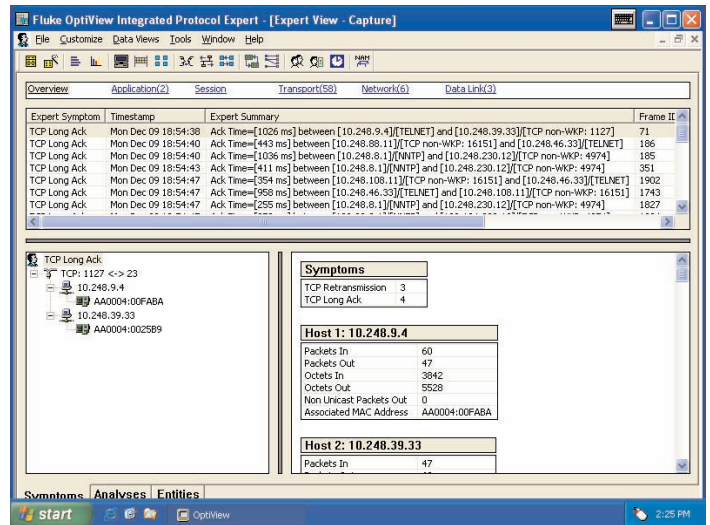 Fluke OptiView Integrated Protocol Expert - [Expert View - Capture]
File Customize Data Views Tools Window Help
NAM
Overview Application(2) Session Transport(58) Network(6) Data Link(3)
Expert Symptom Timestamp Expert Summary Frame ID
TCP Long Ack Mon Dec 09 18:54:38 Ack Time=[1026 ms] between [10.248.9.4]/[TELNET] and [10.248.39.33]/[TCP non-WKP: 1127] 71
TCP Long Ack Mon Dec 09 18:54:40 Ack Time=[443 ms] between [10.248.88.11]/[TCP non-WKP: 16151] and [10.248.46.33]/[TELNET] 186
TCP Long Ack Mon Dec 09 18:54:40 Ack Time=[1036 ms] between [10.248.8.1]/[NNTP] and [10.248.230.12]/[TCP non-WKP: 4974] 185
TCP Long Ack Mon Dec 09 18:54:43 Ack Time=[411 ms] between [10.248.8.1]/[NNTP] and [10.248.230.12]/[TCP non-WKP: 4974] 351
TCP Long Ack Mon Dec 09 18:54:47 Ack Time=[354 ms] between [10.248.108.11]/[TCP non-WKP: 16151] and [10.248.46.33]/[TELNET] 1902
TCP Long Ack Mon Dec 09 18:54:47 Ack Time=[958 ms] between [10.248.46.33]/[TELNET] and [10.248.108.11]/[TCP non-WKP: 16151] 1743
TCP Long Ack Mon Dec 09 18:54:47 Ack Time=[255 ms] between [10.248.8.1]/[NNTP] and [10.248.230.12]/[TCP non-WKP: 4974] 1827
TCP Long Ack
TCP: 1127 <-> 23
10.248.9.4
AA0004:00FABA
10.248.39.33
AA0004:0025B9
Symptoms
TCP Retransmission 3
TCP Long Ack 4
Host 1: 10.248.9.4
Packets In 60
Packets Out 47
Octets In 3842
Octets Out 5528
Non Unicast Packets Out 0
Associated MAC Address AA0004:00FABA
Host 2: 10.248.39.33
Packets In 47
Symptoms Analyses Entities
start OptiView 2:25 PM